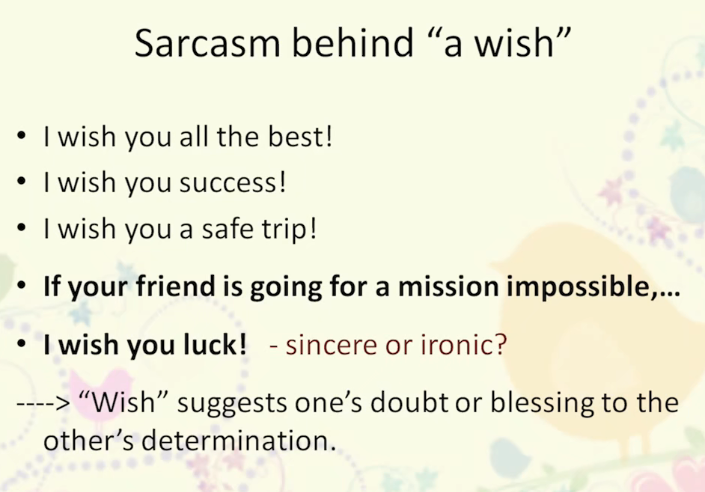 Sarcasm behind “a wish”
• I wish you all the best!
• I wish you success!
• I wish you a safe trip!
• If your friend is going for a mission impossible,...
• I wish you luck! - sincere or ironic?
----> “Wish” suggests one’s doubt or blessing to the
other’s determination.